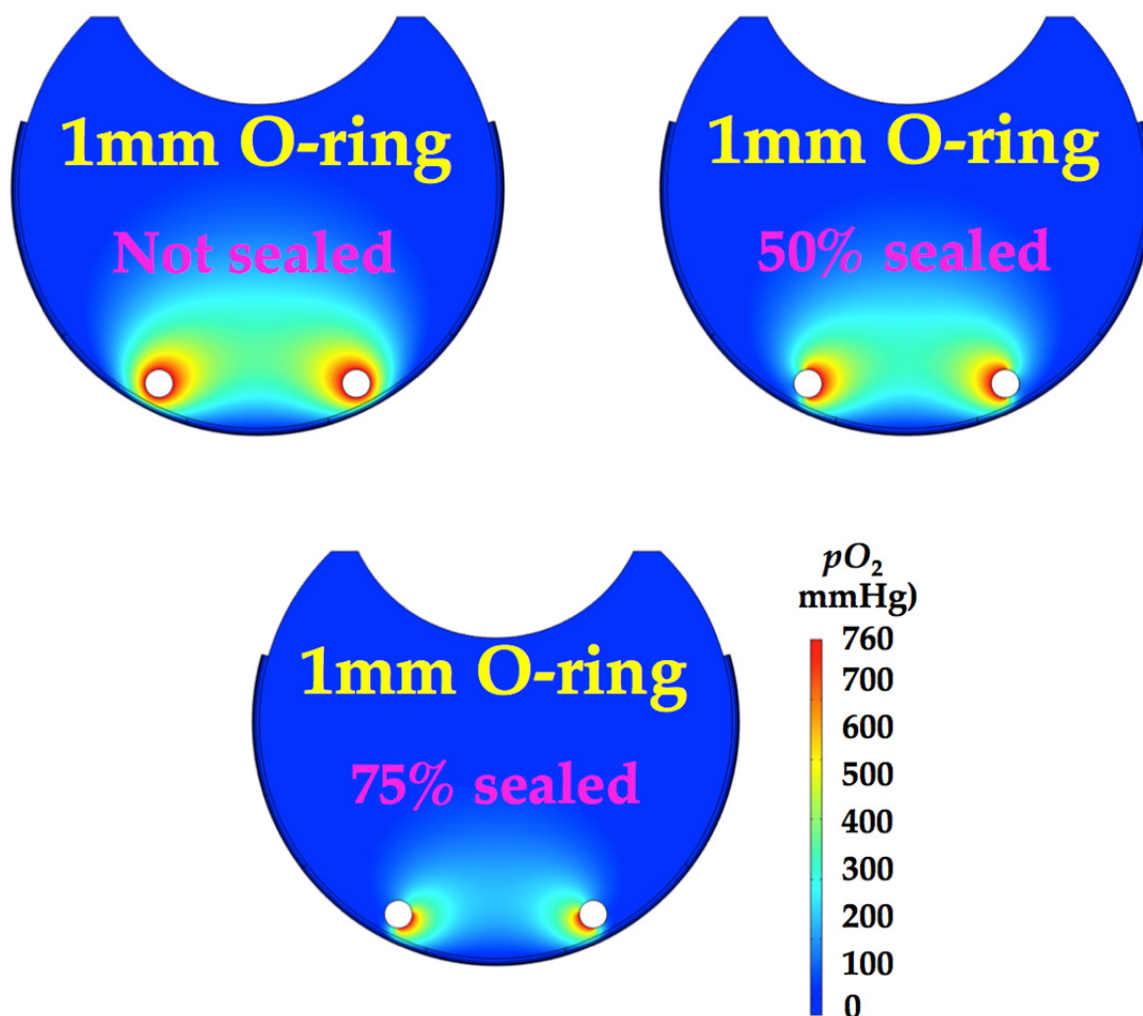 1mm O-ring
Not sealed
1mm O-ring
50% sealed
1mm O-ring
75% sealed
pO₂
mmHg)
760
700
600
500
400
300
200
100
0